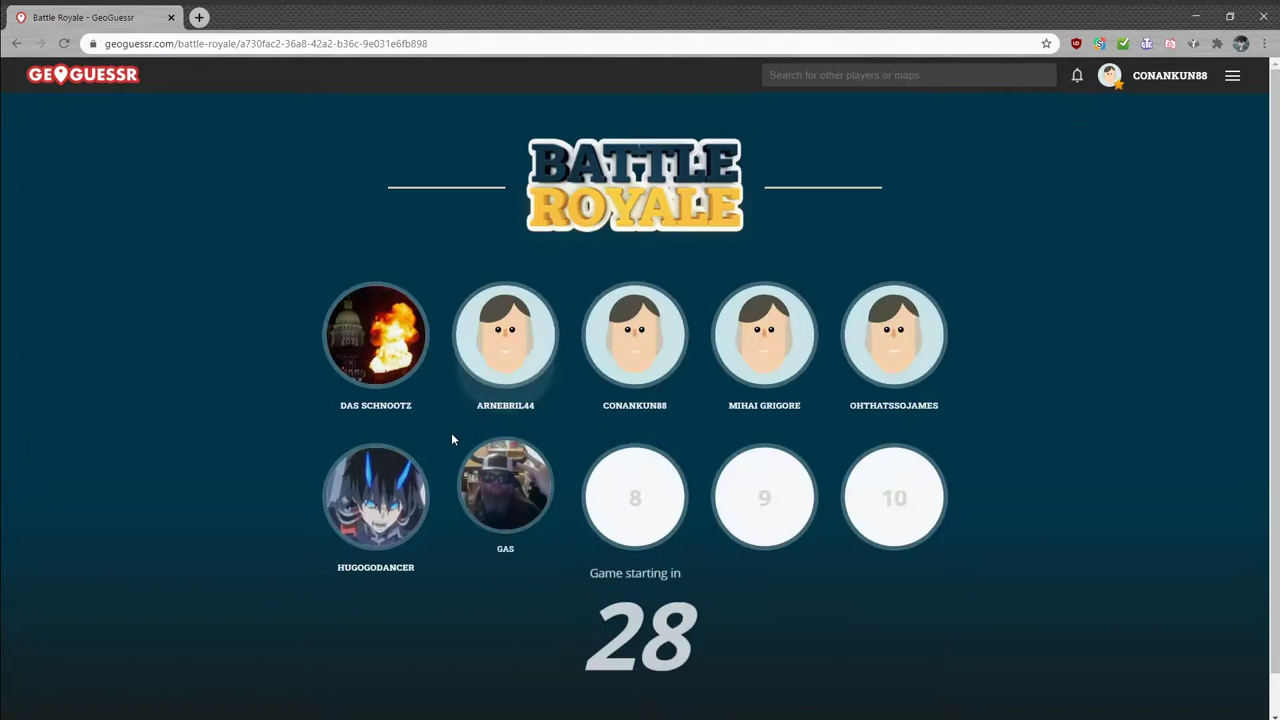 Battle Royale - GeoGuessr
geoguessr.com/battle-royale/a730fac2-36a8-42a2-b36c-9e031e6fb898
GEOGUESSR
Search for other players or maps
CONANKUN88
BATTLE
ROYALE
DAS SCHNOOTZ
ARNEBRIL44
CONANKUN88
MIHAI GRIGORE
OHTHATSSOJAMES
8
9
10
HUGOGODANCER
GAS
Game starting in
28